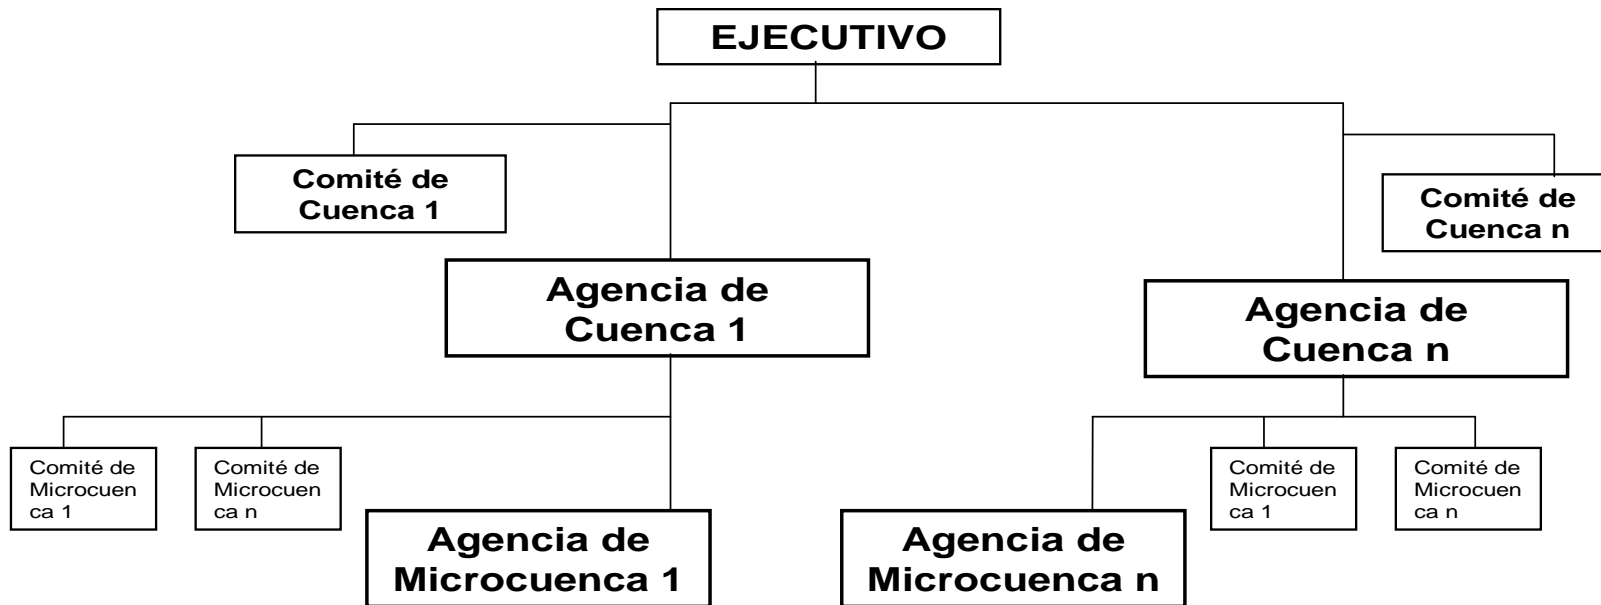 EJECUTIVO
Comité de
Cuenca 1
Comité de
Cuenca n
Agencia de
Cuenca 1
Agencia de
Cuenca n
Comité de
Microcuen
ca 1
Comité de
Microcuen
ca n
Agencia de
Microcuenca 1
Agencia de
Microcuenca n
Comité de
Microcuen
ca 1
Comité de
Microcuen
ca n